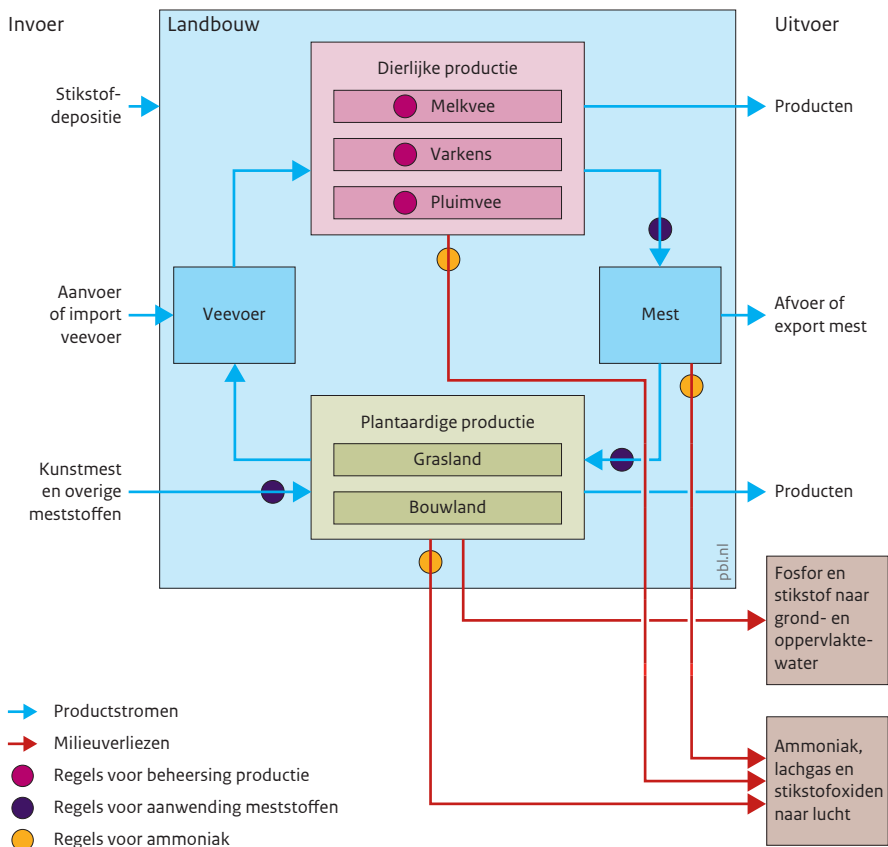 Invoer
Landbouw
Uitvoer
Dierlijke productie
Melkvee
Varkens
Pluimvee
Stikstof-
depositie
Producten
Aanvoer
of import
veevoer
Veevoer
Mest
Afvoer of
export mest
Plantaardige productie
Grasland
Bouwland
Kunstmest
en overige
meststoffen
Producten
pbl.nl
Fosfor en
stikstof naar
grond- en
oppervlakte-
water
Ammoniak,
lachgas en
stikstofoxiden
naar lucht
Productstromen
Milieuverliezen
Regels voor beheersing productie
Regels voor aanwending meststoffen
Regels voor ammoniak